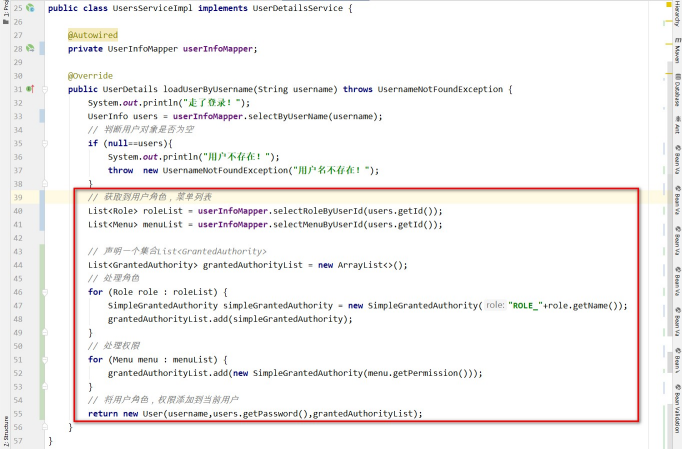 25 public class UsersServiceImpl implements UserDetailsService {
26
27 @Autowired
28 private UserInfoMapper userInfoMapper;
29
30 @Override
31 public UserDetails loadUserByUsername(String username) throws UsernameNotFoundException {
32 System.out.println("走了登录！");
33 UserInfo users = userInfoMapper.selectByUserName(username);
34 // 判断用户对象是否为空
35 if (null==users){
36 System.out.println("用户不存在！");
37 throw  new UsernameNotFoundException("用户名不存在！");
38 }
39 // 获取到用户角色，菜单列表
40 List<Role> roleList = userInfoMapper.selectRoleByUserId(users.getId());
41 List<Menu> menuList = userInfoMapper.selectMenuByUserId(users.getId());
42
43 // 声明一个集合List<GrantedAuthority>
44 List<GrantedAuthority> grantedAuthorityList = new ArrayList<>();
45 // 处理角色
46 for (Role role : roleList) {
47 SimpleGrantedAuthority simpleGrantedAuthority = new SimpleGrantedAuthority( role: "ROLE_"+role.getName());
48 grantedAuthorityList.add(simpleGrantedAuthority);
49 }
50 // 处理权限
51 for (Menu menu : menuList) {
52 grantedAuthorityList.add(new SimpleGrantedAuthority(menu.getPermission()));
53 }
54 // 将用户角色，权限添加到当前用户
55 return new User(username,users.getPassword(),grantedAuthorityList);
56 }
57 }
Z: Structure
Hierarchy
Maven
Database
Ant
Bean Va
Bean Va
Bean Va
Bean Va
Bean Va
Bean V
Bean Validation